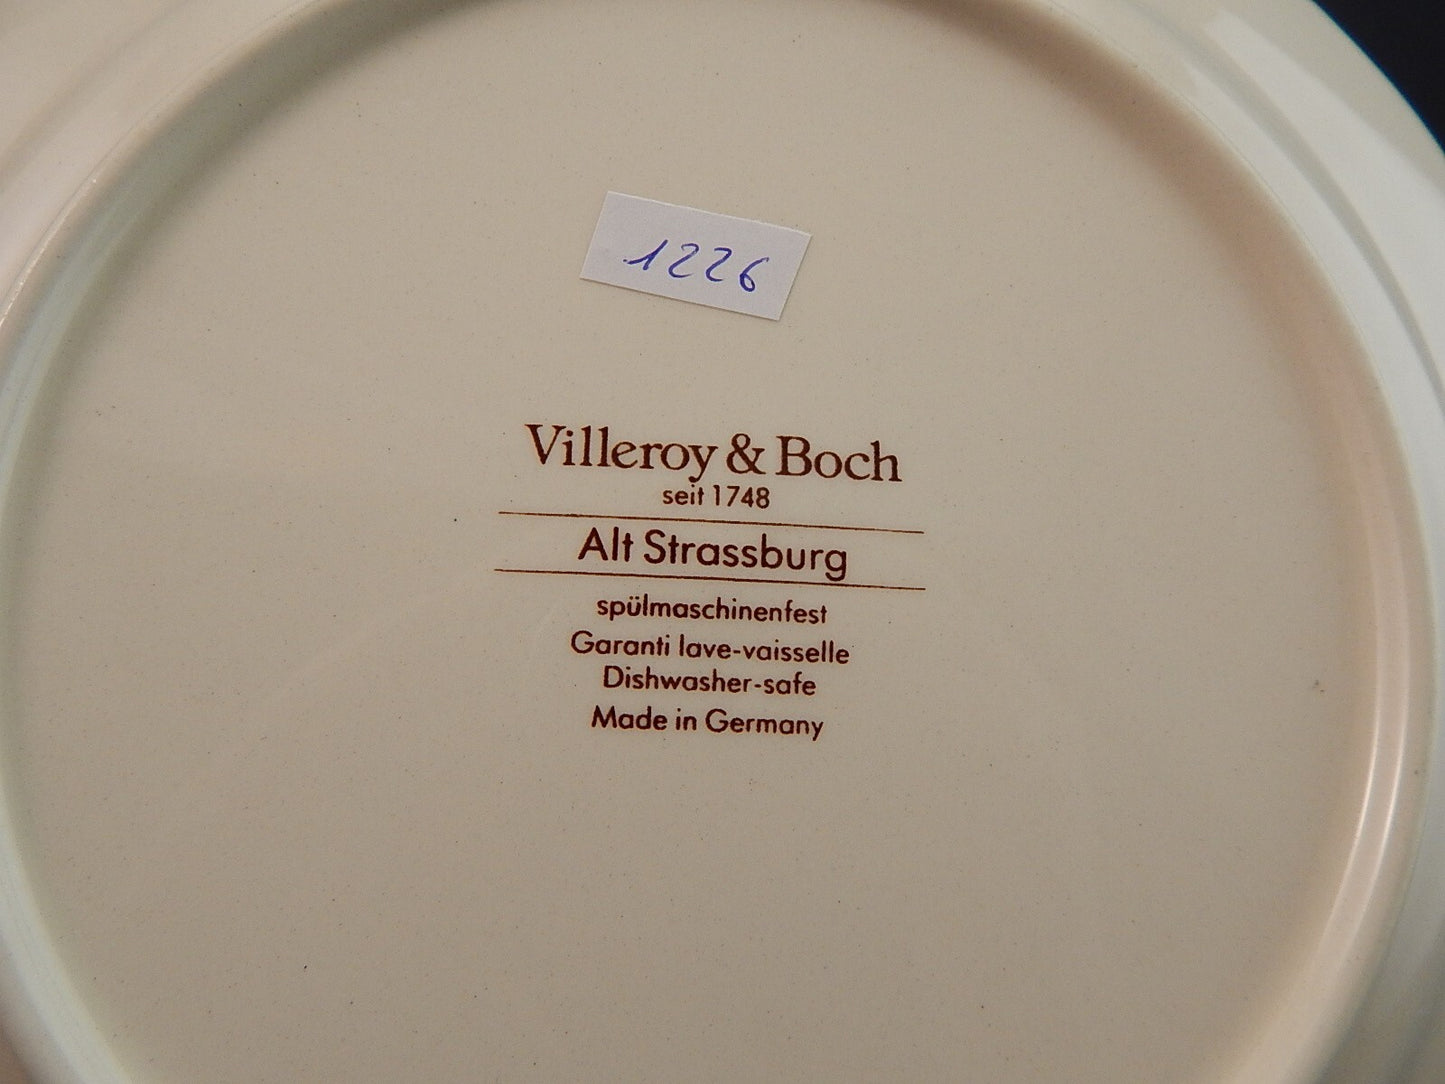 1226
Villeroy & Boch
seit 1748
Alt Strassburg
spülmaschinenfest
Garanti lave-vaisselle
Dishwasher-safe
Made in Germany